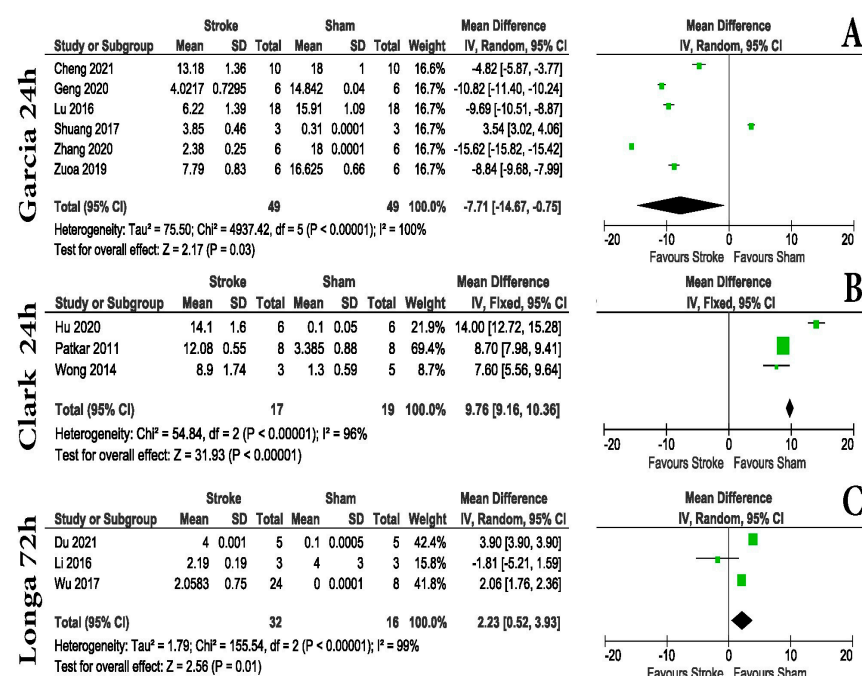 Garcia 24h
A
Stroke Sham Mean Difference Mean Difference
Study or Subgroup Mean SD Total Mean SD Total Weight IV, Random, 95% CI IV, Random, 95% CI
Cheng 2021 13.18 1.36 10 18 1 10 16.6% -4.82 [-5.87, -3.77]
Geng 2020 4.0217 0.7295 6 14.842 0.04 6 16.7% -10.82 [-11.40, -10.24]
Lu 2016 6.22 1.39 18 15.91 1.09 18 16.7% -9.69 [-10.51, -8.87]
Shuang 2017 3.85 0.46 3 0.31 0.0001 3 16.7% 3.54 [3.02, 4.06]
Zhang 2020 2.38 0.25 6 18 0.0001 6 16.7% -15.62 [-15.82, -15.42]
Zuoa 2019 7.79 0.83 6 16.625 0.66 6 16.7% -8.84 [-9.68, -7.99]
Total (95% CI) 49 49 100.0% -7.71 [-14.67, -0.75]
Heterogeneity: Tau² = 75.50; Chi² = 4937.42, df = 5 (P < 0.00001); I² = 100%
Test for overall effect: Z = 2.17 (P = 0.03)
-20 -10 0 10 20
Favours Stroke Favours Sham
Clark 24h
B
Stroke Sham Mean Difference Mean Difference
Study or Subgroup Mean SD Total Mean SD Total Weight IV, Fixed, 95% CI IV, Fixed, 95% CI
Hu 2020 14.1 1.6 6 0.1 0.05 6 21.9% 14.00 [12.72, 15.28]
Patkar 2011 12.08 0.55 8 3.385 0.88 8 69.4% 8.70 [7.98, 9.41]
Wong 2014 8.9 1.74 3 1.3 0.59 5 8.7% 7.60 [5.56, 9.64]
Total (95% CI) 17 19 100.0% 9.76 [9.16, 10.36]
Heterogeneity: Chi² = 54.84, df = 2 (P < 0.00001); I² = 96%
Test for overall effect: Z = 31.93 (P < 0.00001)
-20 -10 0 10 20
Favours Stroke Favours Sham
Longa 72h
C
Stroke Sham Mean Difference Mean Difference
Study or Subgroup Mean SD Total Mean SD Total Weight IV, Random, 95% CI IV, Random, 95% CI
Du 2021 4 0.001 5 0.1 0.0005 5 42.4% 3.90 [3.90, 3.90]
Li 2016 2.19 0.19 3 4 3 3 15.7% -1.81 [-5.21, 1.59]
Wu 2017 2.0583 0.75 24 0 0.0001 8 41.8% 2.06 [1.76, 2.36]
Total (95% CI) 32 16 100.0% 2.23 [0.52, 3.93]
Heterogeneity: Tau² = 1.79; Chi² = 155.54, df = 2 (P < 0.00001); I² = 99%
Test for overall effect: Z = 2.56 (P = 0.01)
-20 -10 0 10 20
Favours Stroke Favours Sham